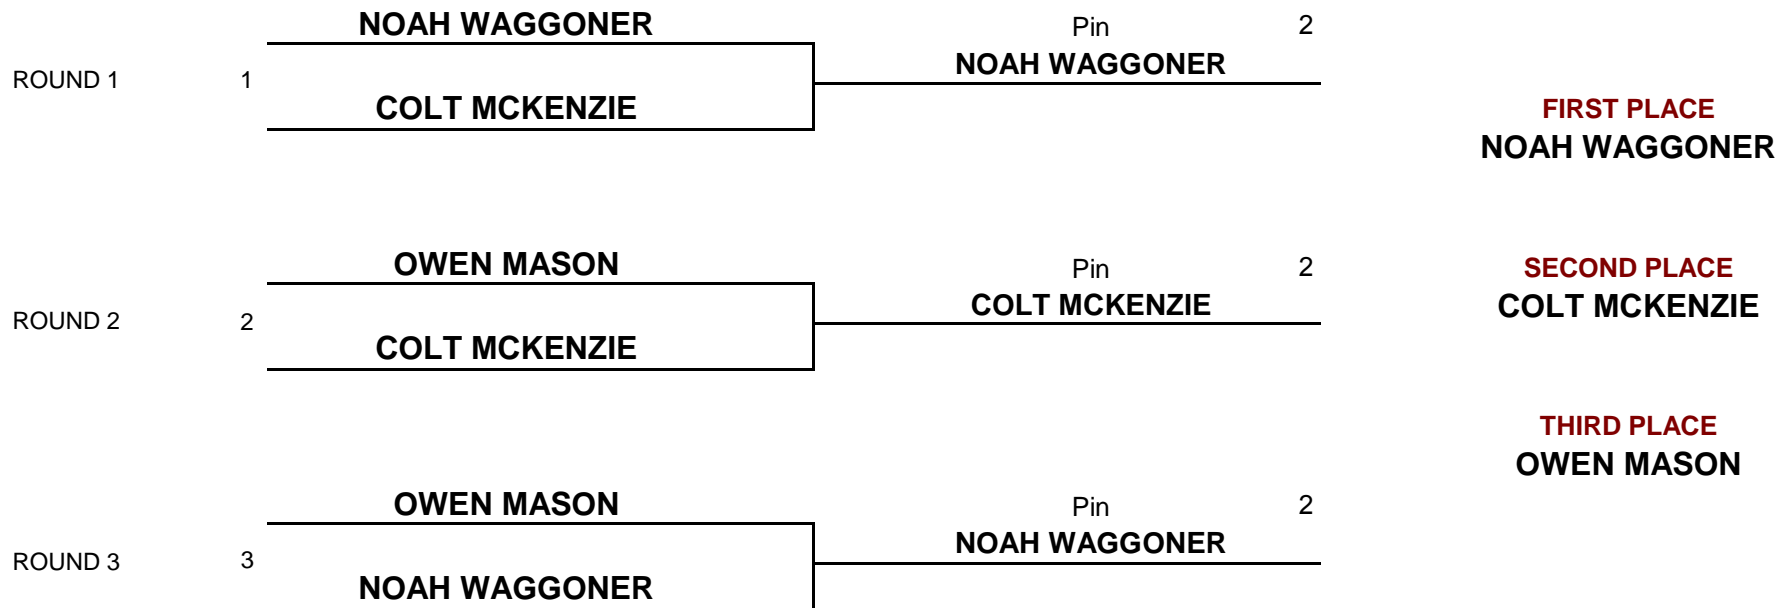 NOAH WAGGONER
Pin 2
NOAH WAGGONER
ROUND 1 1
COLT MCKENZIE
FIRST PLACE
NOAH WAGGONER
OWEN MASON
Pin 2
SECOND PLACE
COLT MCKENZIE
COLT MCKENZIE
ROUND 2 2
COLT MCKENZIE
THIRD PLACE
OWEN MASON
OWEN MASON
Pin 2
NOAH WAGGONER
ROUND 3 3
NOAH WAGGONER